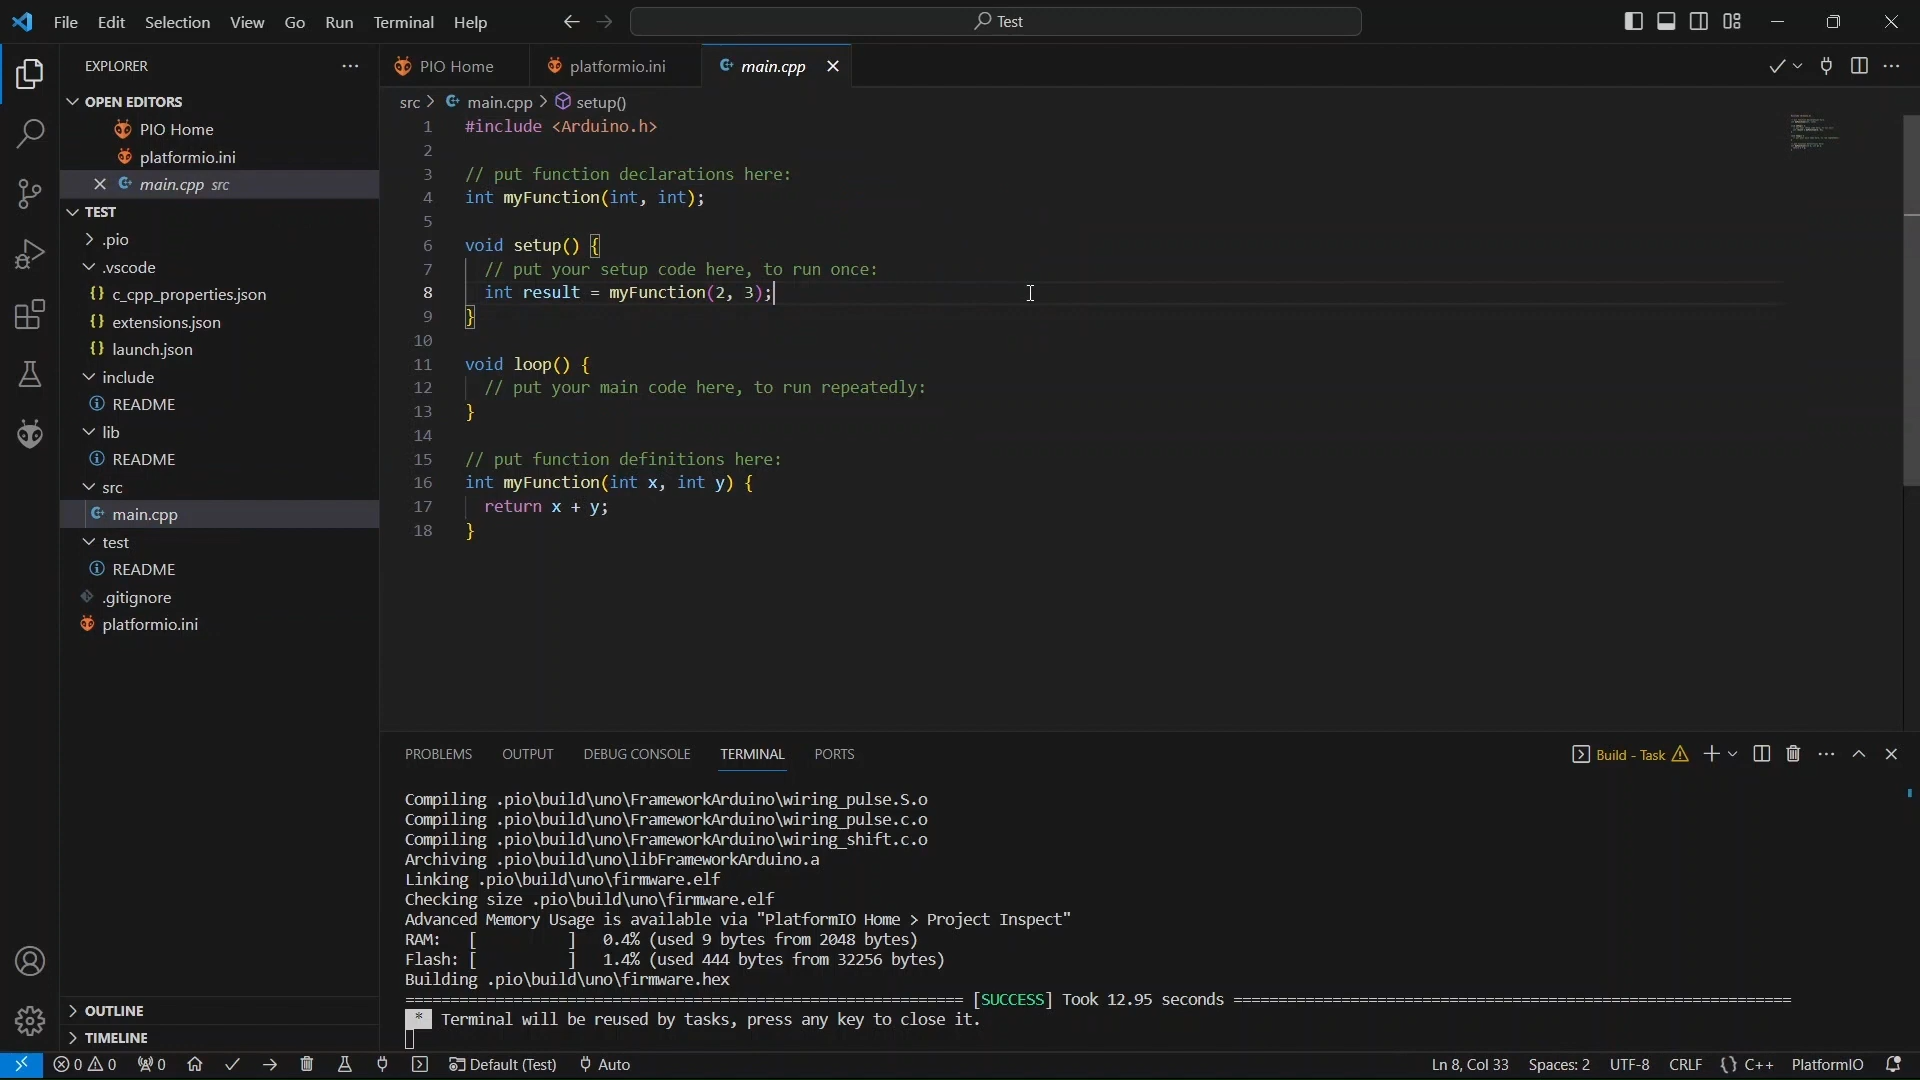 File Edit Selection View Go Run Terminal Help
Test
EXPLORER
OPEN EDITORS
PIO Home
platformio.ini
main.cpp src
TEST
.pio
.vscode
c_cpp_properties.json
extensions.json
launch.json
include
README
lib
README
src
main.cpp
test
README
.gitignore
platformio.ini
OUTLINE
TIMELINE
PIO Home platformio.ini main.cpp
src > main.cpp > setup()
1 #include <Arduino.h>
2
3 // put function declarations here:
4 int myFunction(int, int);
5
6 void setup() {
7 // put your setup code here, to run once:
8 int result = myFunction(2, 3);
9 }
10
11 void loop() {
12 // put your main code here, to run repeatedly:
13 }
14
15 // put function definitions here:
16 int myFunction(int x, int y) {
17 return x + y;
18 }
PROBLEMS OUTPUT DEBUG CONSOLE TERMINAL PORTS
Build - Task
Compiling .pio\build\uno\FrameworkArduino\wiring_pulse.S.o
Compiling .pio\build\uno\FrameworkArduino\wiring_pulse.c.o
Compiling .pio\build\uno\FrameworkArduino\wiring_shift.c.o
Archiving .pio\build\uno\libFrameworkArduino.a
Linking .pio\build\uno\firmware.elf
Checking size .pio\build\uno\firmware.elf
Advanced Memory Usage is available via "PlatformIO Home > Project Inspect"
RAM: [          ] 0.4% (used 9 bytes from 2048 bytes)
Flash: [          ] 1.4% (used 444 bytes from 32256 bytes)
Building .pio\build\uno\firmware.hex
============================================================== [SUCCESS] Took 12.95 seconds ==============================================================
* Terminal will be reused by tasks, press any key to close it.
0 0 0 Default (Test) Auto Ln 8, Col 33 Spaces: 2 UTF-8 CRLF {} C++ PlatformIO